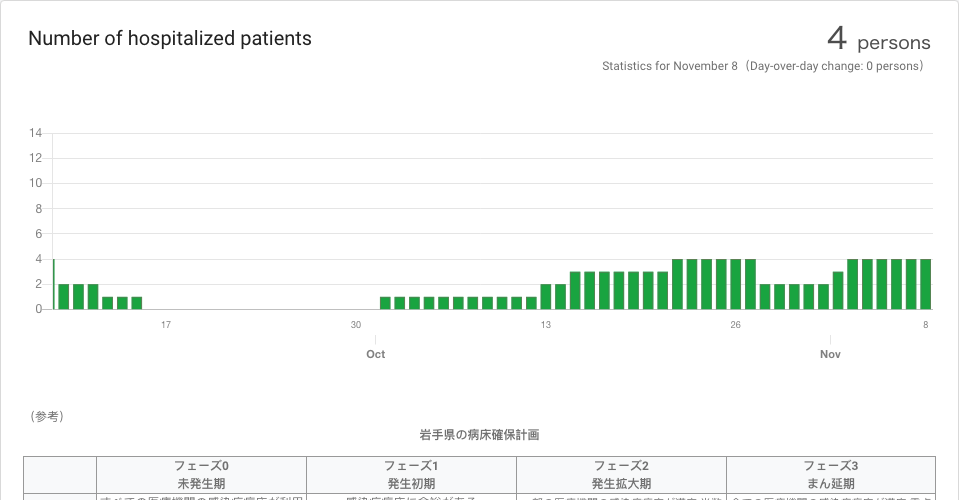 Number of hospitalized patients
4 persons
Statistics for November 8（Day-over-day change: 0 persons）
14
12
10
8
6
4
2
0
17 30 13 26 8
Oct Nov
（参考）
岩手県の病床確保計画
フェーズ0 フェーズ1 フェーズ2 フェーズ3
未発生期 発生初期 発生拡大期 まん延期